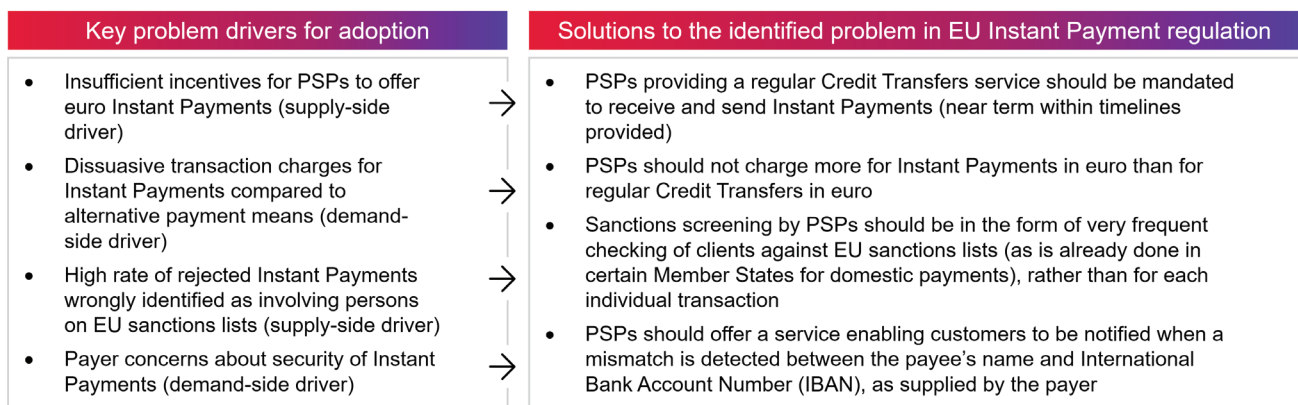 Key problem drivers for adoption
• Insufficient incentives for PSPs to offer
euro Instant Payments (supply-side
driver)
• Dissuasive transaction charges for
Instant Payments compared to
alternative payment means (demand-
side driver)
• High rate of rejected Instant Payments
wrongly identified as involving persons
on EU sanctions lists (supply-side driver)
• Payer concerns about security of Instant
Payments (demand-side driver)
Solutions to the identified problem in EU Instant Payment regulation
• PSPs providing a regular Credit Transfers service should be mandated
to receive and send Instant Payments (near term within timelines
provided)
• PSPs should not charge more for Instant Payments in euro than for
regular Credit Transfers in euro
• Sanctions screening by PSPs should be in the form of very frequent
checking of clients against EU sanctions lists (as is already done in
certain Member States for domestic payments), rather than for each
individual transaction
• PSPs should offer a service enabling customers to be notified when a
mismatch is detected between the payee's name and International
Bank Account Number (IBAN), as supplied by the payer